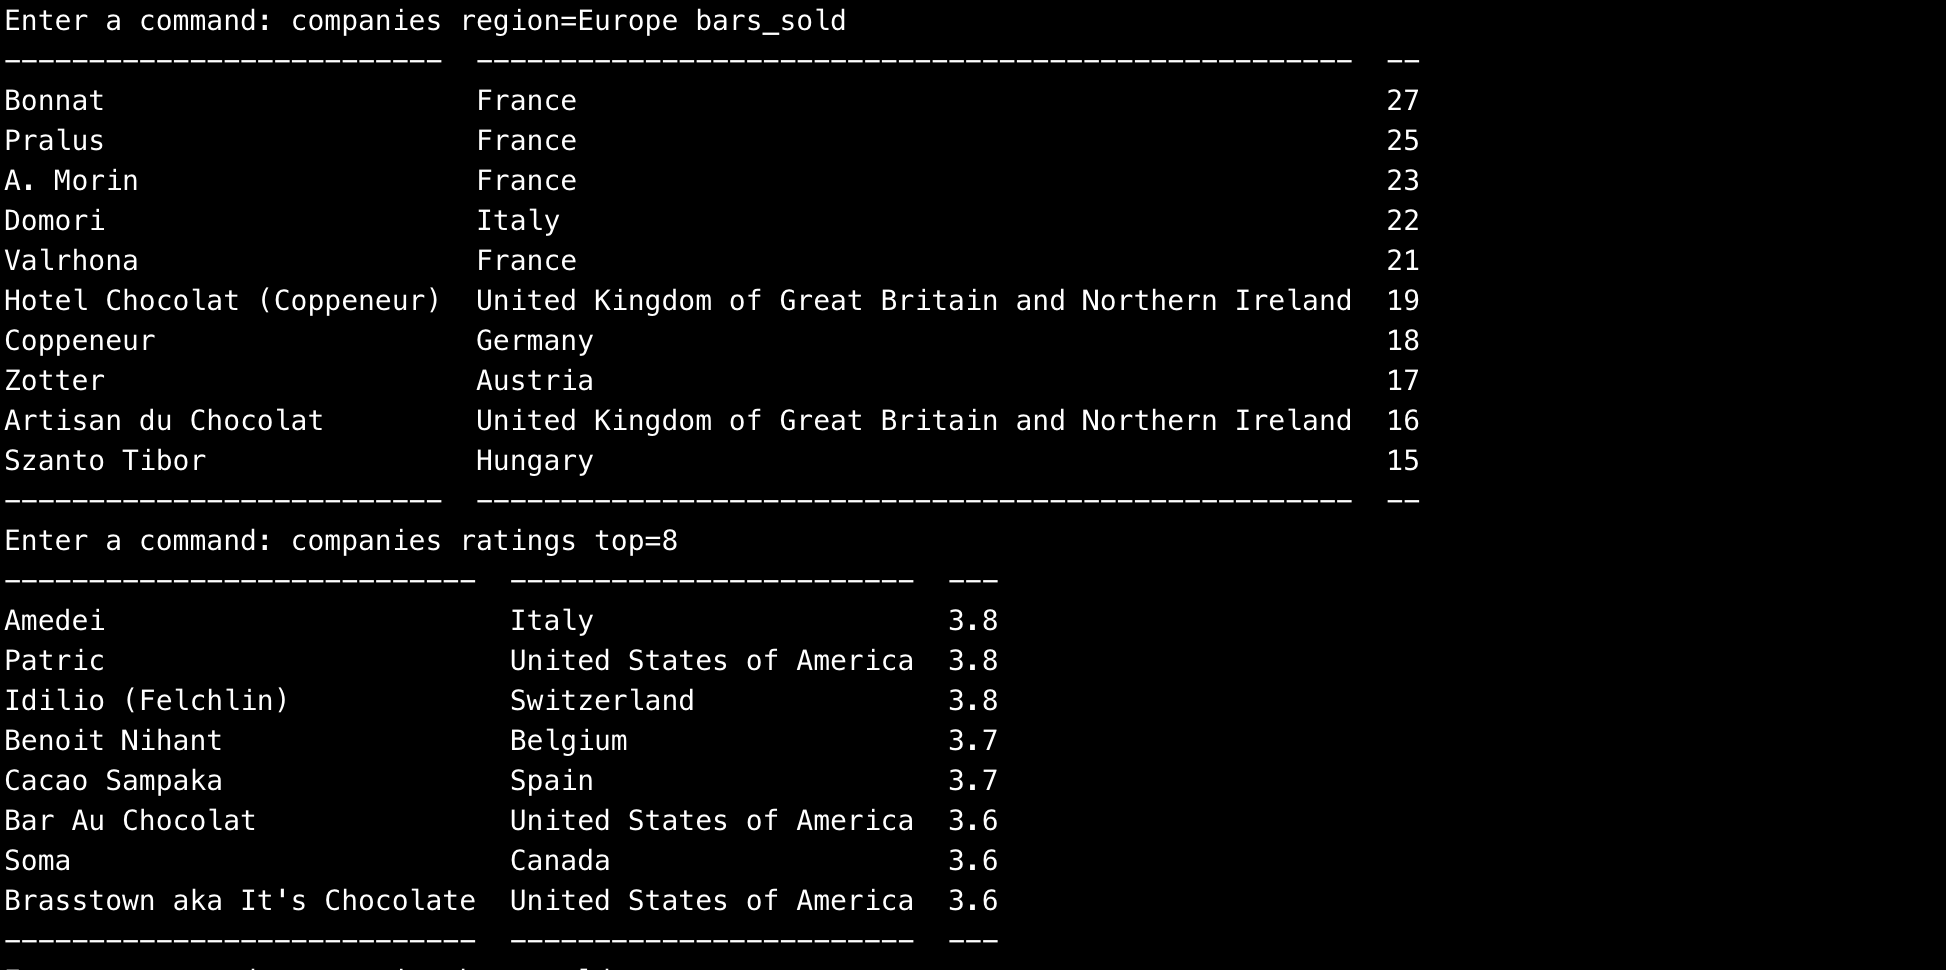 Enter a command: companies region=Europe bars_sold
--------------------------  ----------------------------------------------------  --
Bonnat                      France                                                27
Pralus                      France                                                25
A. Morin                    France                                                23
Domori                      Italy                                                 22
Valrhona                    France                                                21
Hotel Chocolat (Coppeneur)  United Kingdom of Great Britain and Northern Ireland  19
Coppeneur                   Germany                                               18
Zotter                      Austria                                               17
Artisan du Chocolat         United Kingdom of Great Britain and Northern Ireland  16
Szanto Tibor                Hungary                                               15
--------------------------  ----------------------------------------------------  --
Enter a command: companies ratings top=8
----------------------------  ------------------------  ---
Amedei                        Italy                     3.8
Patric                        United States of America  3.8
Idilio (Felchlin)             Switzerland               3.8
Benoit Nihant                 Belgium                   3.7
Cacao Sampaka                 Spain                     3.7
Bar Au Chocolat               United States of America  3.6
Soma                          Canada                    3.6
Brasstown aka It's Chocolate  United States of America  3.6
----------------------------  ------------------------  ---